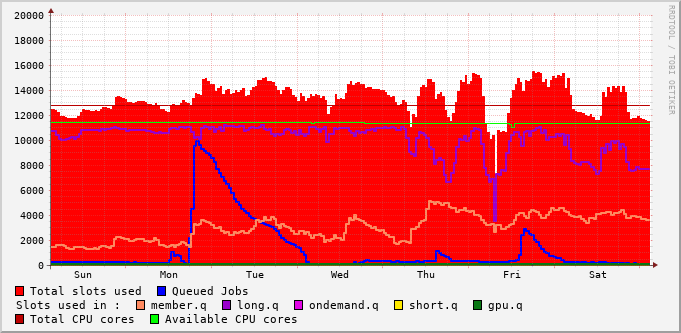 RRDTOOL / TOBI OETIKER
20000
18000
16000
14000
12000
10000
8000
6000
4000
2000
0
Sun Mon Tue Wed Thu Fri Sat
Total slots used Queued Jobs
Slots used in : member.q long.q ondemand.q short.q gpu.q
Total CPU cores Available CPU cores